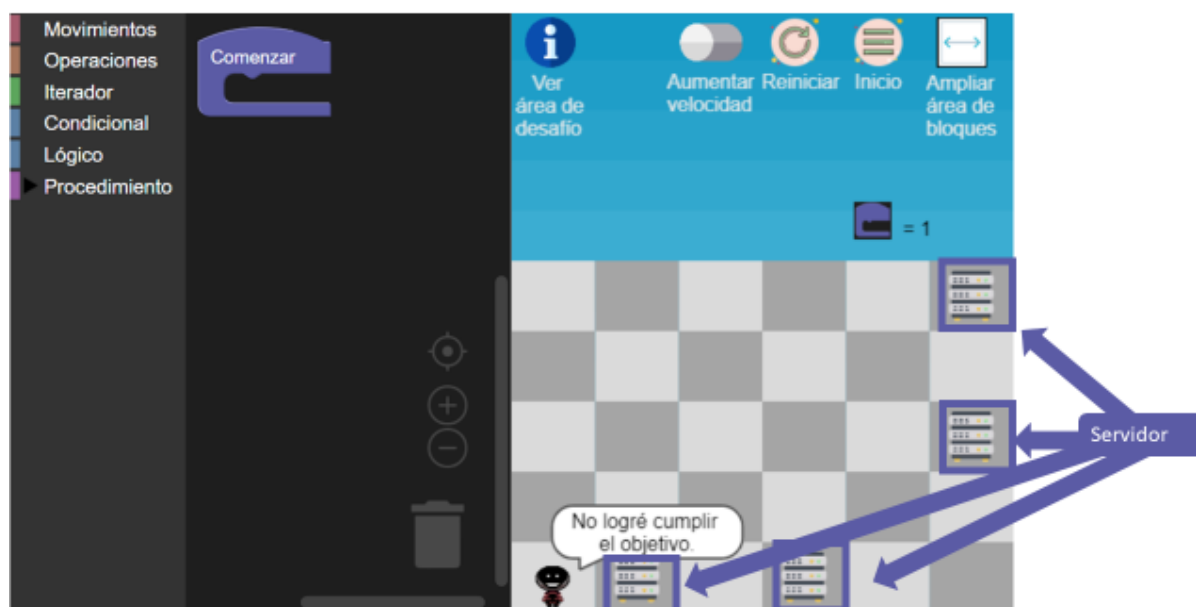 Movimientos
Operaciones
Iterador
Condicional
Lógico
Procedimiento
Comenzar
Ver
área de
desafío
Aumentar
velocidad
Reiniciar
Inicio
Ampliar
área de
bloques
= 1
Servidor
No logré cumplir
el objetivo.